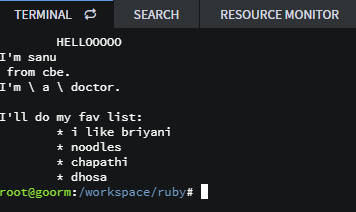 TERMINAL SEARCH RESOURCE MONITOR
HELLOOOOO
I'm sanu
from cbe.
I'm \ a \ doctor.
I'll do my fav list:
* i like briyani
* noodles
* chapathi
* dhosa
root@goorm:/workspace/ruby#